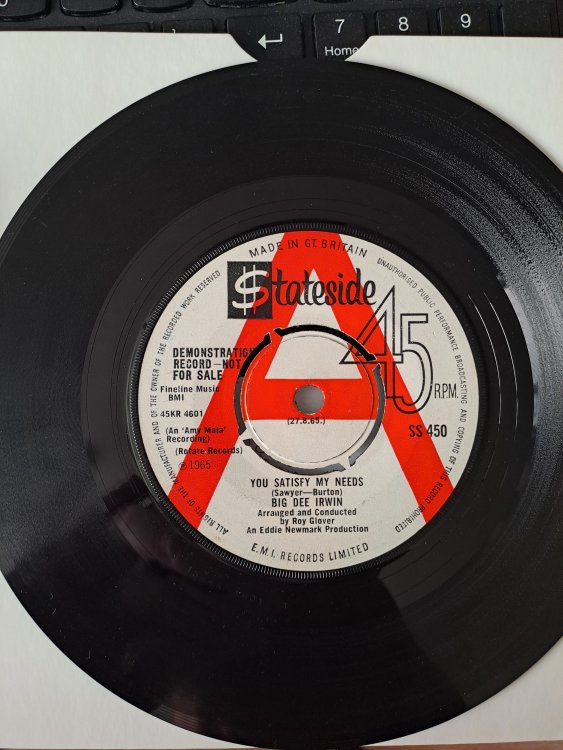 7
8
9
Home
MADE IN GT. BRITAIN
UNAUTHORISED PUBLIC PERFORMANCE BROADCASTING AND COPYING OF THIS RECORD PROHIBITED
ALL RIGHTS OF THE MANUFACTURER AND OF THE OWNER OF THE RECORDED WORK RESERVED
$tateside
45
R.P.M.
DEMONSTRATION
RECORD—NOT
FOR SALE
Fineline Music
BMI
45KR 4601
(27.8.65.)
SS 450
(An 'Amy Mala'
Recording)
(Rotate Records)
℗1965
A
YOU SATISFY MY NEEDS
(Sawyer—Burton)
BIG DEE IRWIN
Arranged and Conducted
by Roy Glover
An Eddie Newmark Production
E.M.I. RECORDS LIMITED